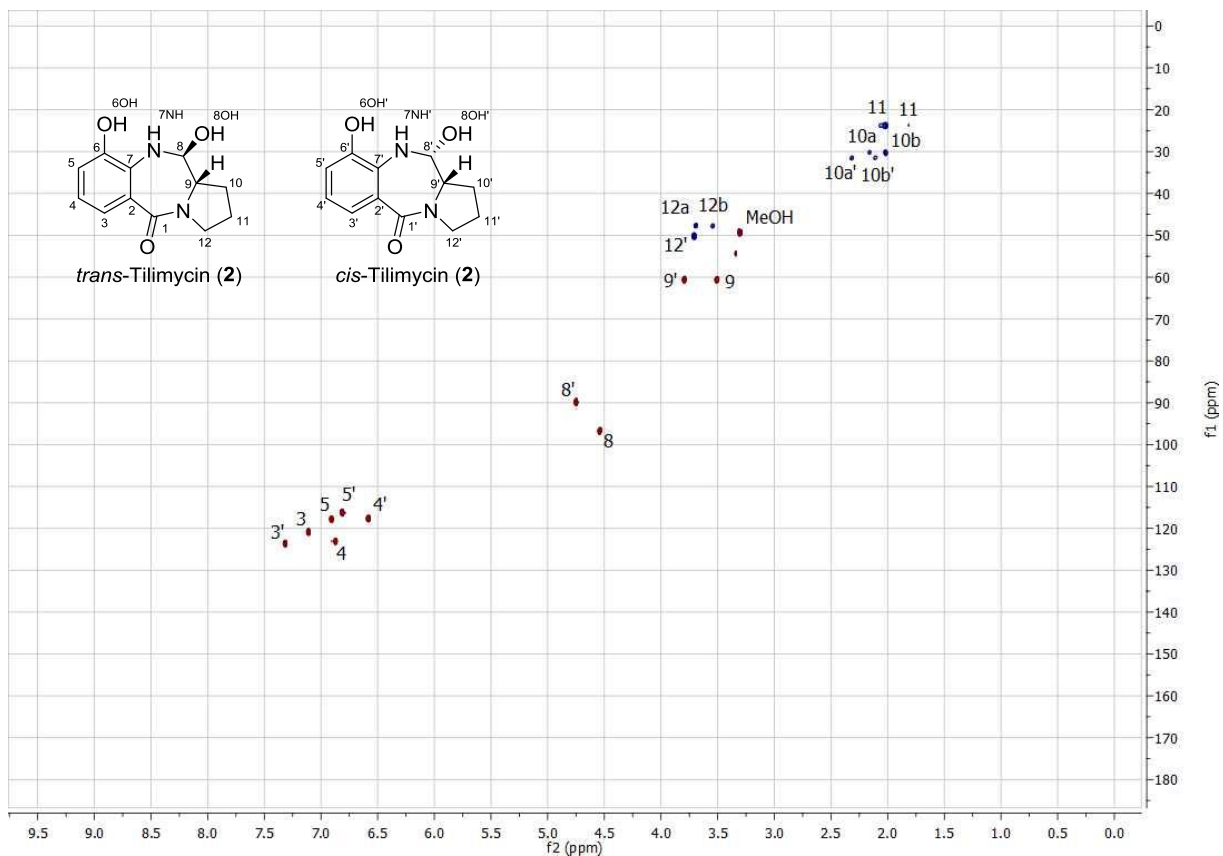 6OH
7NH
8OH
OH
H
N
OH
6
7
8
H
5
9
10
4
2
11
3
1
N
O
12
trans-Tilimycin (2)
6OH'
7NH'
8OH'
OH
H
N
8'
OH
6'
7'
H
5'
9'
10'
4'
2'
11'
3'
1'
N
O
12'
cis-Tilimycin (2)
11 11
10a 10b
10a' 10b'
12a 12b
MeOH
12'
9' 9
8'
8
5 5' 4'
3' 3
4
0
10
20
30
40
50
60
70
80
90
100
110
120
130
140
150
160
170
180
f1 (ppm)
9.5 9.0 8.5 8.0 7.5 7.0 6.5 6.0 5.5 5.0 4.5 4.0 3.5 3.0 2.5 2.0 1.5 1.0 0.5 0.0
f2 (ppm)